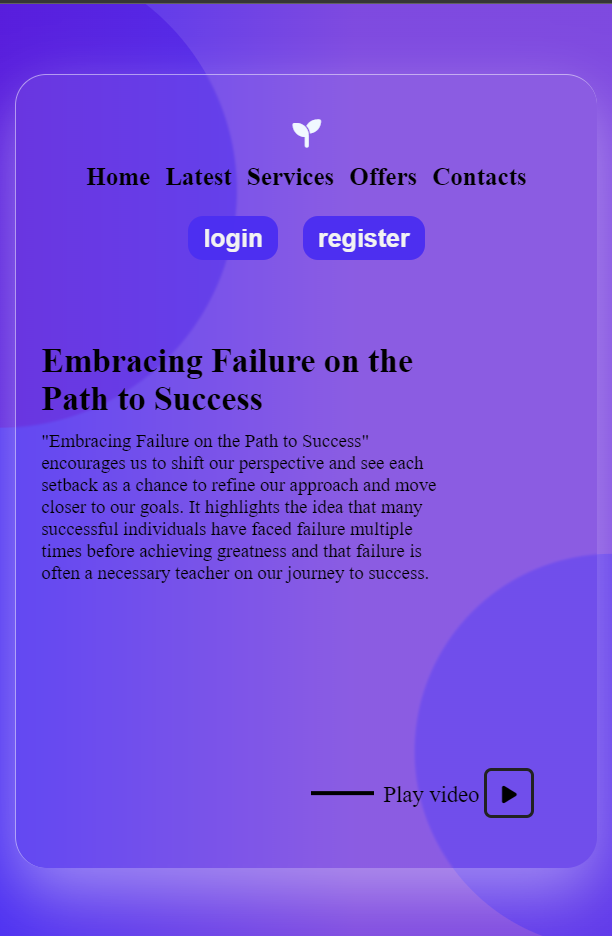 Home Latest Services Offers Contacts
login register
Embracing Failure on the
Path to Success
"Embracing Failure on the Path to Success"
encourages us to shift our perspective and see each
setback as a chance to refine our approach and move
closer to our goals. It highlights the idea that many
successful individuals have faced failure multiple
times before achieving greatness and that failure is
often a necessary teacher on our journey to success.
Play video